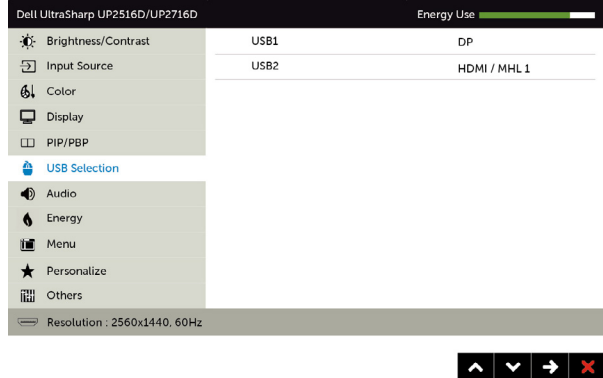 Dell UltraSharp UP2516D/UP2716D Energy Use
Brightness/Contrast USB1 DP
Input Source USB2 HDMI / MHL 1
Color
Display
PIP/PBP
USB Selection
Audio
Energy
Menu
Personalize
Others
Resolution : 2560x1440, 60Hz